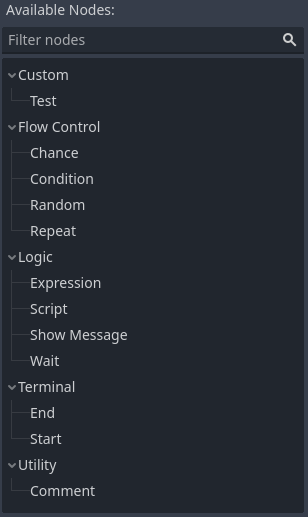 Available Nodes:
Filter nodes
Custom
Test
Flow Control
Chance
Condition
Random
Repeat
Logic
Expression
Script
Show Message
Wait
Terminal
End
Start
Utility
Comment